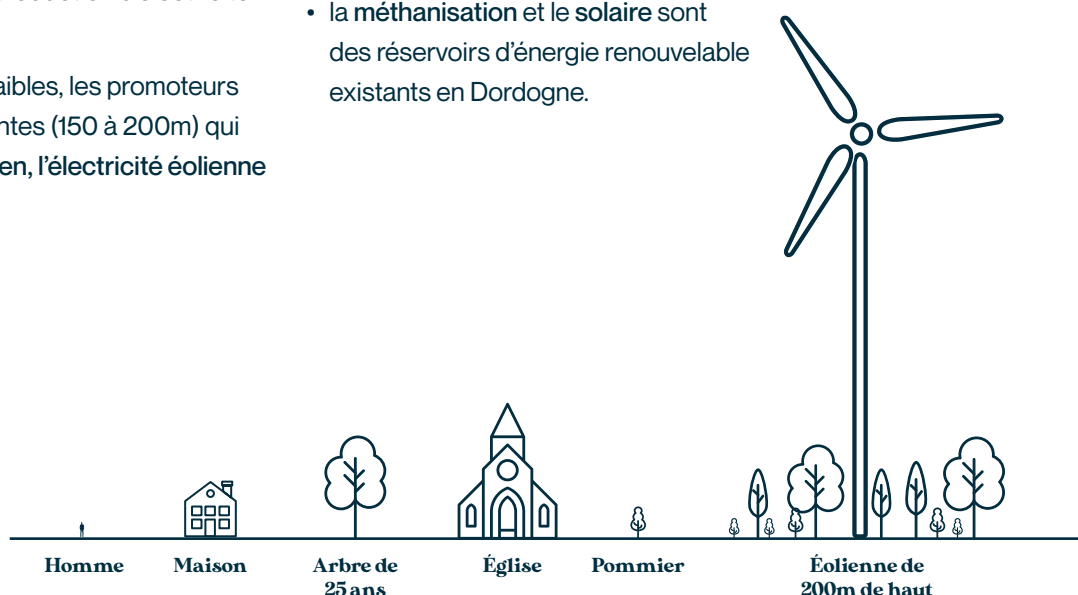 aibles, les promoteurs
ntes (150 à 200m) qui
en, l'électricité éolienne
• la méthanisation et le solaire sont
des réservoirs d'énergie renouvelable
existants en Dordogne.
Homme
Maison
Arbre de
25 ans
Église
Pommier
Éolienne de
200m de haut